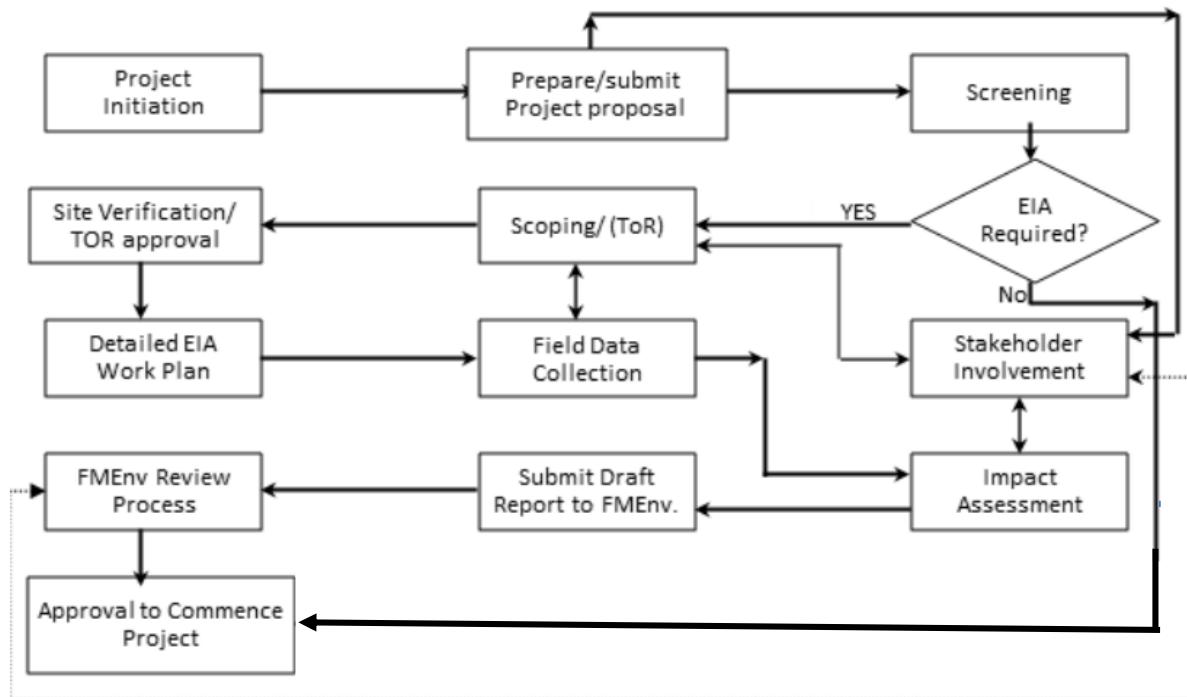 Project
Initiation
Prepare/submit
Project proposal
Screening
Site Verification/
TOR approval
Scoping/ (ToR)
YES
EIA
Required?
No
Detailed EIA
Work Plan
Field Data
Collection
Stakeholder
Involvement
FMEnv Review
Process
Submit Draft
Report to FMEnv.
Impact
Assessment
Approval to Commence
Project